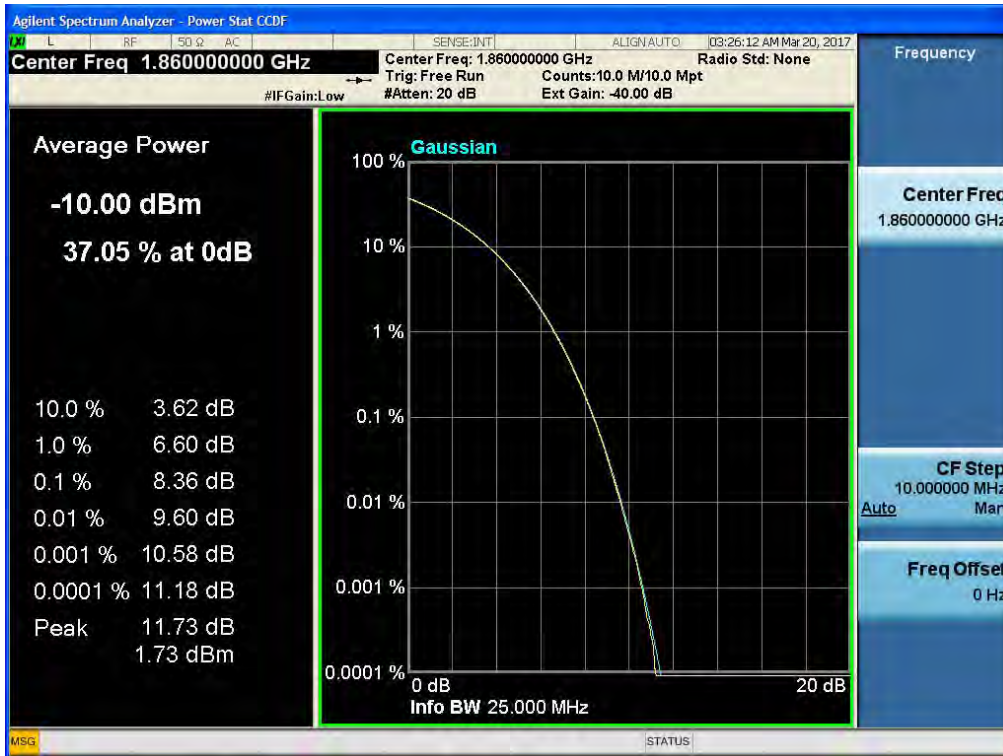 Agilent Spectrum Analyzer - Power Stat CCDF
L RF 50 Ω AC SENSE:INT ALIGN AUTO 03:26:12 AM Mar 20, 2017
Center Freq 1.860000000 GHz
Center Freq: 1.860000000 GHz Radio Std: None
Trig: Free Run Counts:10.0 M/10.0 Mpt
#IFGain:Low #Atten: 20 dB Ext Gain: -40.00 dB
Average Power
-10.00 dBm
37.05 % at 0dB
10.0 % 3.62 dB
1.0 % 6.60 dB
0.1 % 8.36 dB
0.01 % 9.60 dB
0.001 % 10.58 dB
0.0001 % 11.18 dB
Peak 11.73 dB
1.73 dBm
Gaussian
100 %
10 %
1 %
0.1 %
0.01 %
0.001 %
0.0001 %
0 dB 20 dB
Info BW 25.000 MHz
Frequency
Center Freq
1.860000000 GHz
CF Step
10.000000 MHz
Auto Man
Freq Offset
0 Hz
MSG STATUS